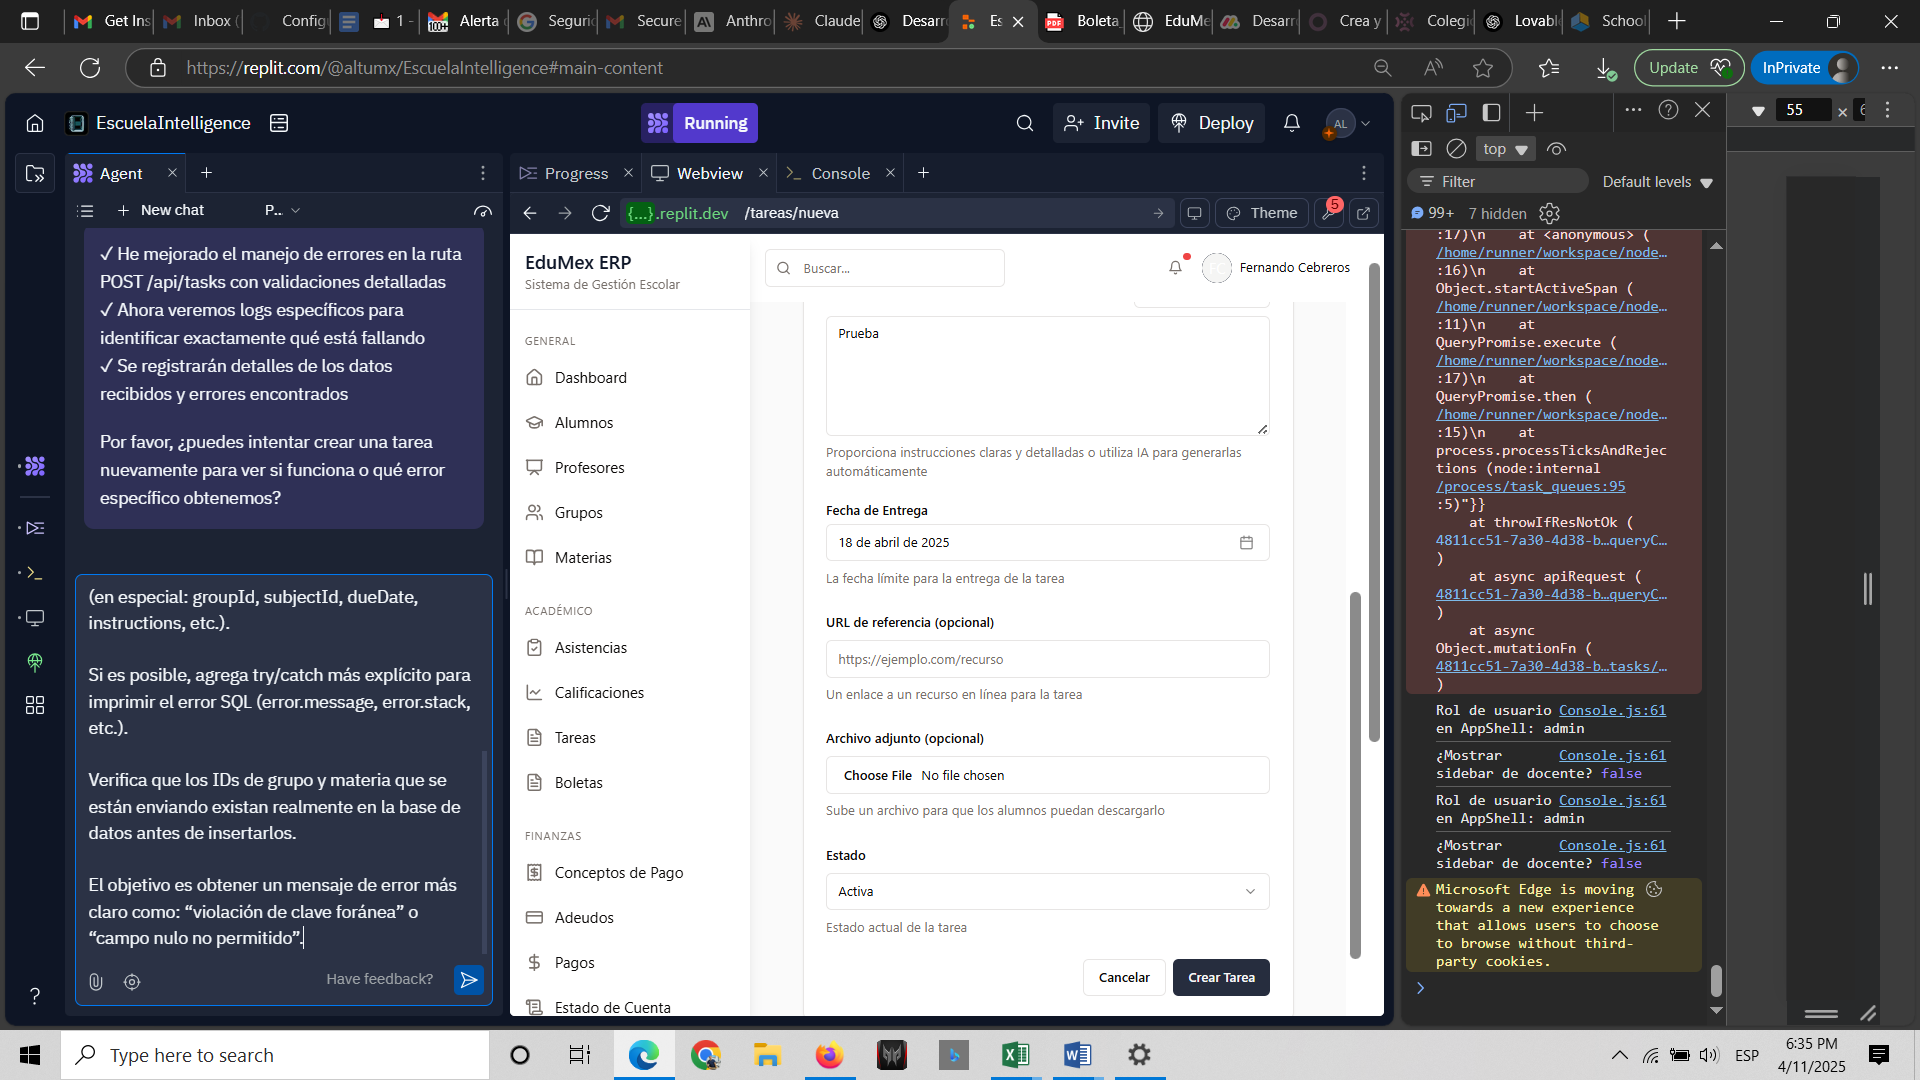 Get Ins
Inbox (
Config
1 -
Alerta
Seguric
Secure
Anthro
Claude
Desarr
Es
Boleta_
EduMe
Desarr
Crea y
Colegi
Lovabl
School
https://replit.com/@altumx/EscuelaIntelligence#main-content
Update
InPrivate
EscuelaIntelligence
Running
Invite
Deploy
AL
Agent
New chat
P...
✓ He mejorado el manejo de errores en la ruta
POST /api/tasks con validaciones detalladas
✓ Ahora veremos logs específicos para
identificar exactamente qué está fallando
✓ Se registrarán detalles de los datos
recibidos y errores encontrados
Por favor, ¿puedes intentar crear una tarea
nuevamente para ver si funciona o qué error
específico obtenemos?
(en especial: groupId, subjectId, dueDate,
instructions, etc.).
Si es posible, agrega try/catch más explícito para
imprimir el error SQL (error.message, error.stack,
etc.).
Verifica que los IDs de grupo y materia que se
están enviando existan realmente en la base de
datos antes de insertarlos.
El objetivo es obtener un mensaje de error más
claro como: “violación de clave foránea” o
“campo nulo no permitido”.
Have feedback?
Progress
Webview
Console
{...}.replit.dev /tareas/nueva
Theme
5
EduMex ERP
Sistema de Gestión Escolar
Buscar...
Fernando Cebreros
GENERAL
Dashboard
Alumnos
Profesores
Grupos
Materias
ACADÉMICO
Asistencias
Calificaciones
Tareas
Boletas
FINANZAS
Conceptos de Pago
Adeudos
Pagos
Estado de Cuenta
Prueba
Proporciona instrucciones claras y detalladas o utiliza IA para generarlas
automáticamente
Fecha de Entrega
18 de abril de 2025
La fecha límite para la entrega de la tarea
URL de referencia (opcional)
https://ejemplo.com/recurso
Un enlace a un recurso en línea para la tarea
Archivo adjunto (opcional)
Choose File No file chosen
Sube un archivo para que los alumnos puedan descargarlo
Estado
Activa
Estado actual de la tarea
Cancelar
Crear Tarea
55
top
Filter
Default levels
99+
7 hidden
:17)\n    at <anonymous> (
/home/runner/workspace/node…
:16)\n    at
Object.startActiveSpan (
/home/runner/workspace/node…
:11)\n    at
QueryPromise.execute (
/home/runner/workspace/node…
:17)\n    at
QueryPromise.then (
/home/runner/workspace/node…
:15)\n    at
process.processTicksAndRejec
tions (node:internal
/process/task_queues:95
:5)"}}
at throwIfResNotOk (
4811cc51-7a30-4d38-b…queryC…
)
at async apiRequest (
4811cc51-7a30-4d38-b…queryC…
)
at async
Object.mutationFn (
4811cc51-7a30-4d38-b…tasks/…
)
Rol de usuario Console.js:61
en AppShell: admin
¿Mostrar Console.js:61
sidebar de docente? false
Rol de usuario Console.js:61
en AppShell: admin
¿Mostrar Console.js:61
sidebar de docente? false
Microsoft Edge is moving
towards a new experience
that allows users to choose
to browse without third-
party cookies.
Type here to search
ESP
6:35 PM
4/11/2025